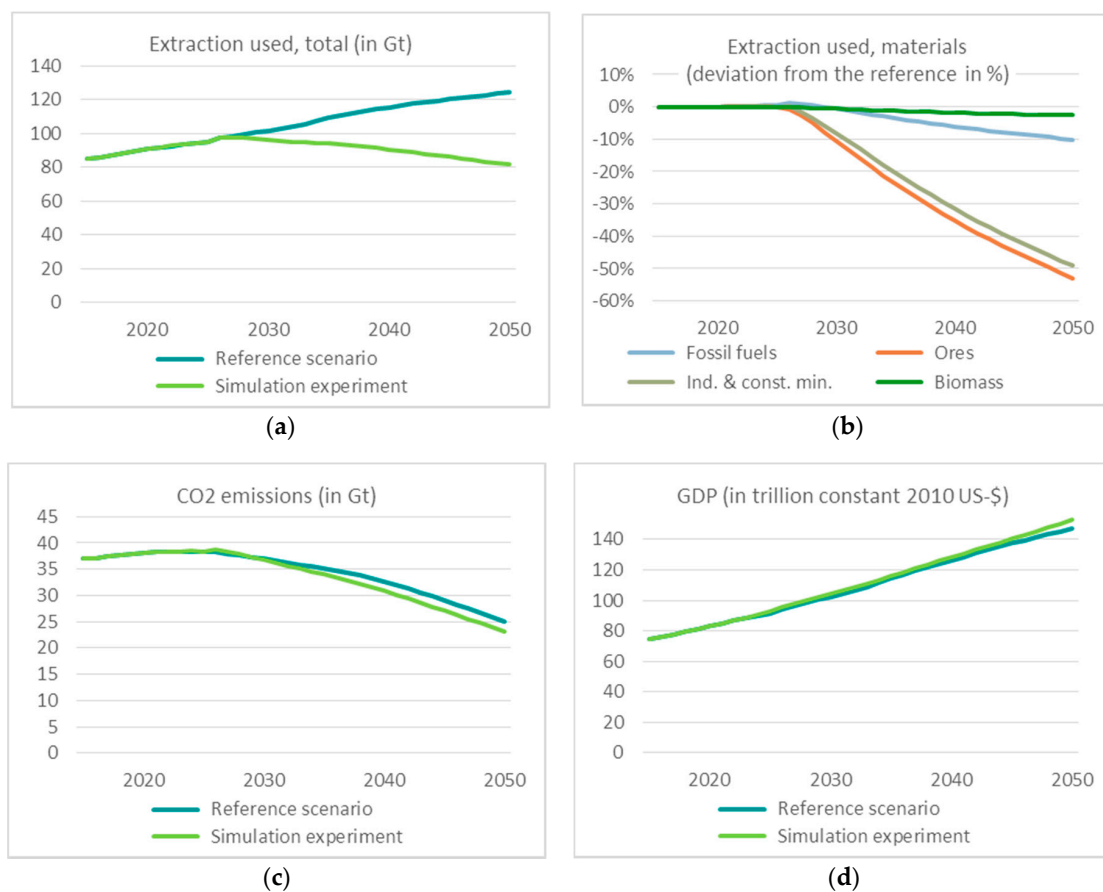 Extraction used, total (in Gt)
140
120
100
80
60
40
20
0
2020 2030 2040 2050
Reference scenario
Simulation experiment
(a)
Extraction used, materials
(deviation from the reference in %)
10%
0%
-10%
-20%
-30%
-40%
-50%
-60%
2020 2030 2040 2050
Fossil fuels Ores
Ind. & const. min. Biomass
(b)
CO2 emissions (in Gt)
45
40
35
30
25
20
15
10
5
0
2020 2030 2040 2050
Reference scenario
Simulation experiment
(c)
GDP (in trillion constant 2010 US-$)
140
120
100
80
60
40
20
0
2020 2030 2040 2050
Reference scenario
Simulation experiment
(d)